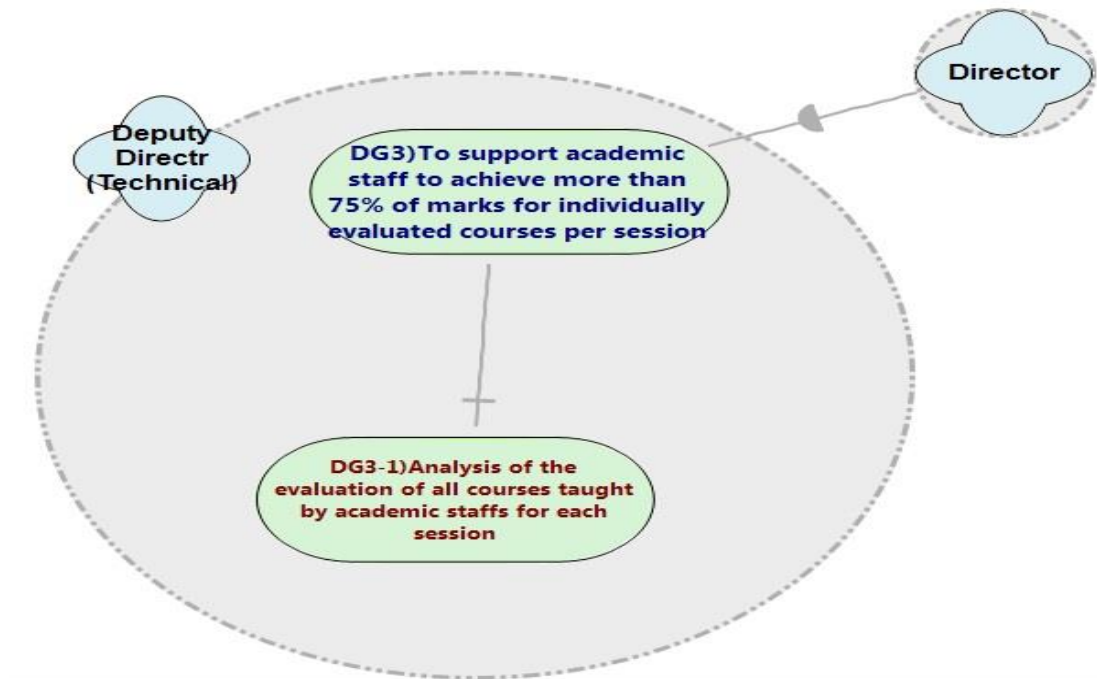 Director
Deputy
Directr
(Technical)
DG3)To support academic
staff to achieve more than
75% of marks for individually
evaluated courses per session
DG3-1)Analysis of the
evaluation of all courses taught
by academic staffs for each
session